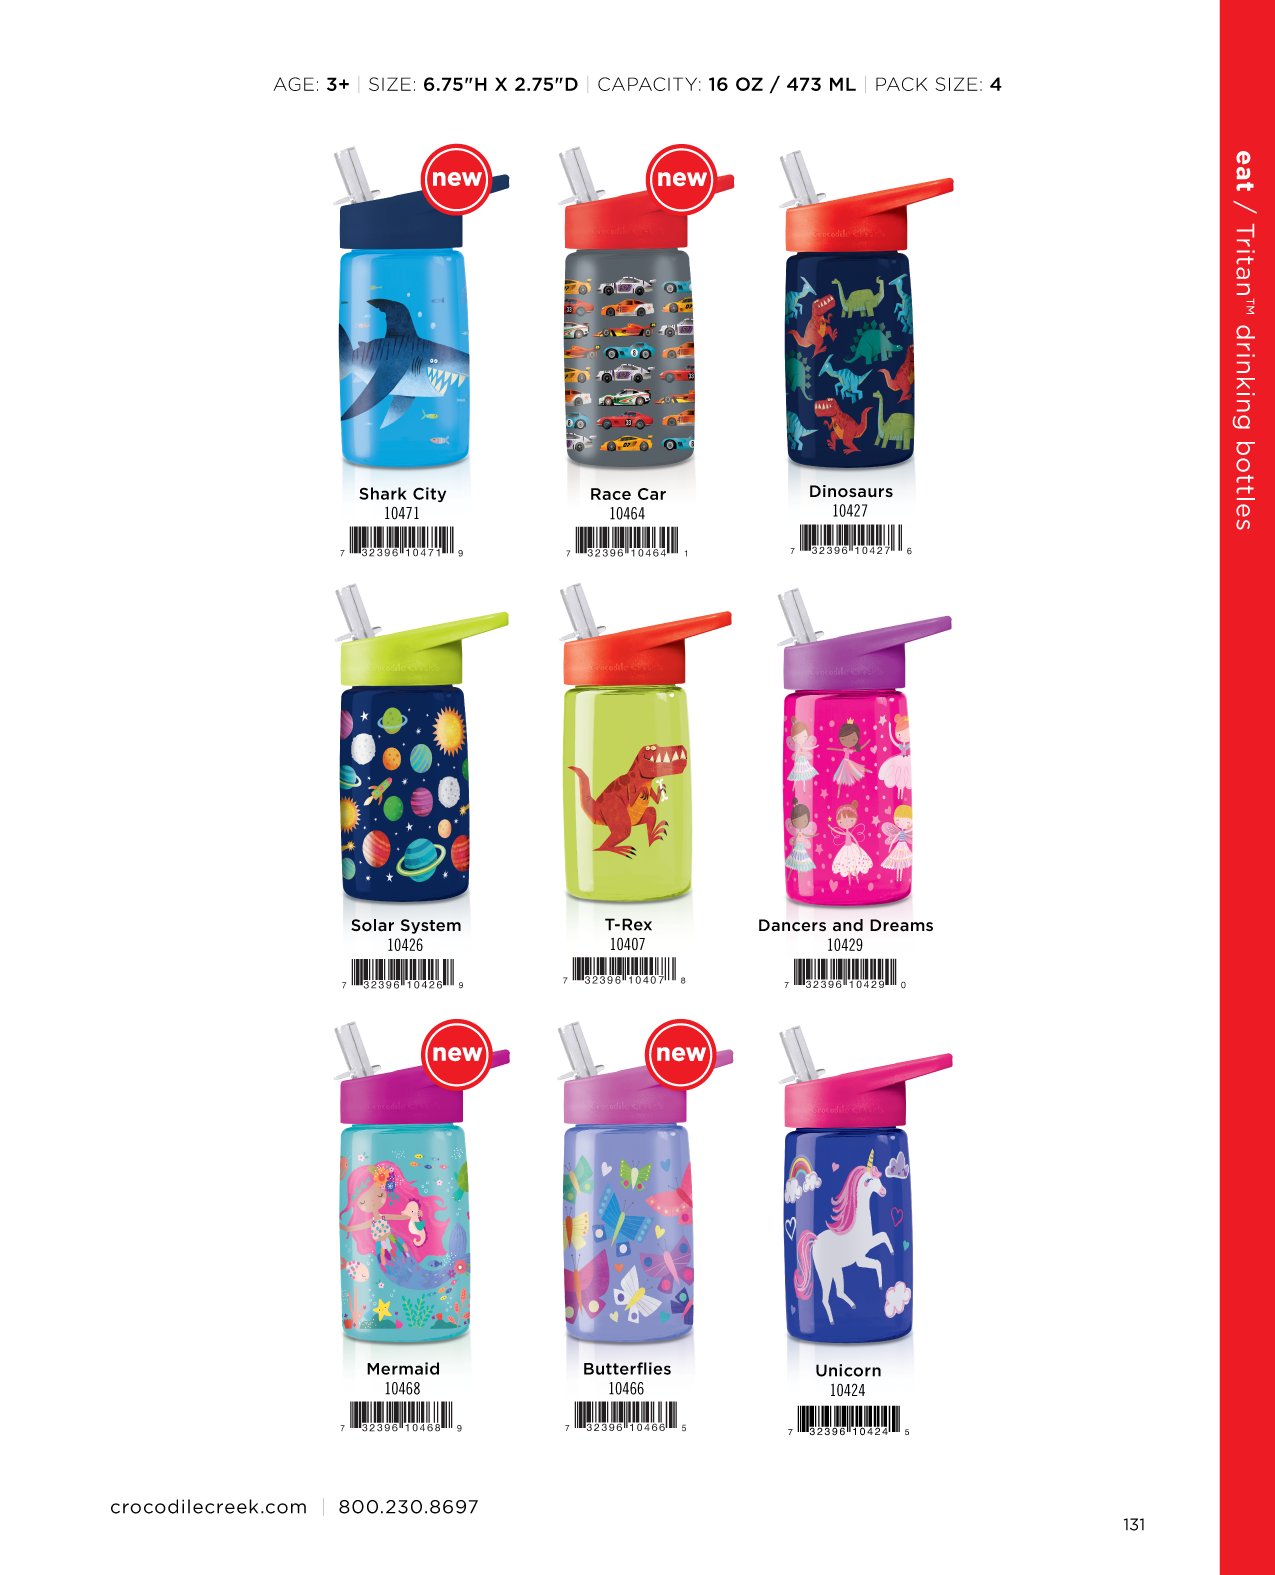 AGE: 3+ | SIZE: 6.75"H X 2.75"D | CAPACITY: 16 OZ / 473 ML | PACK SIZE: 4
eat / Tritan™ drinking bottles
new
new
Shark City
10471
7 32396 10471 9
Race Car
10464
7 32396 10464 1
Dinosaurs
10427
7 32396 10427 6
Solar System
10426
7 32396 10426 9
T-Rex
10407
7 32396 10407 8
Dancers and Dreams
10429
7 32396 10429 0
new
new
Mermaid
10468
7 32396 10468 9
Butterflies
10466
7 32396 10466 5
Unicorn
10424
7 32396 10424 5
crocodilecreek.com | 800.230.8697
131